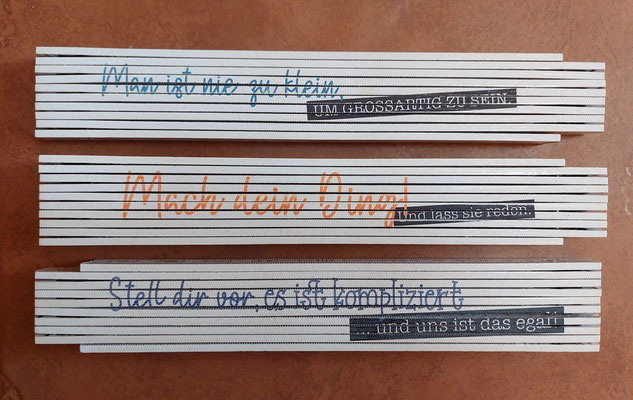 Man ist nie zu klein,
UM GROSSARTIG ZU SEIN.
Mach dein Ding!
Und lass sie reden.
Stell dir vor, es ist kompliziert
... und uns ist das egal!